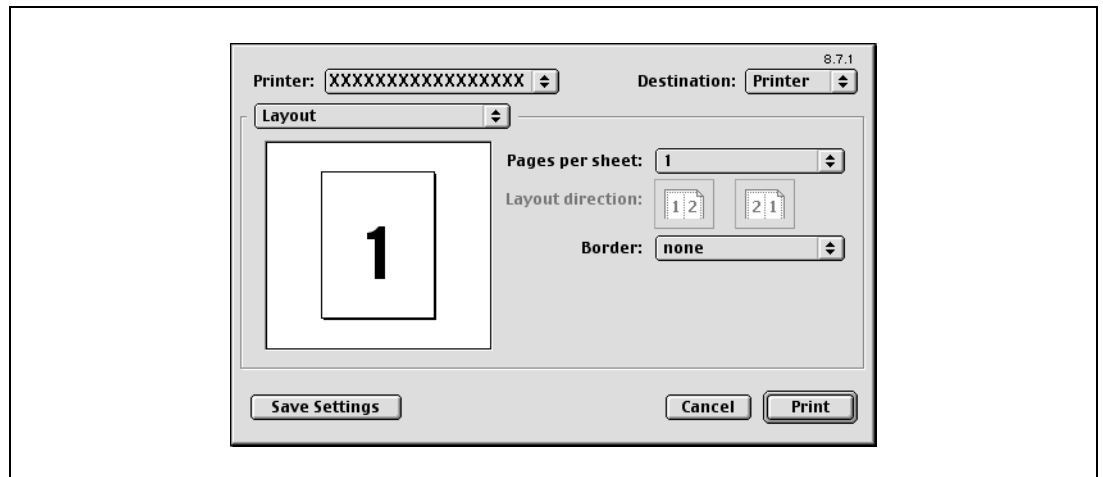 8.7.1
Printer: XXXXXXXXXXXXXXXXX Destination: Printer
Layout
Pages per sheet: 1
Layout direction: 1 2 2 1
1
Border: none
Save Settings Cancel Print